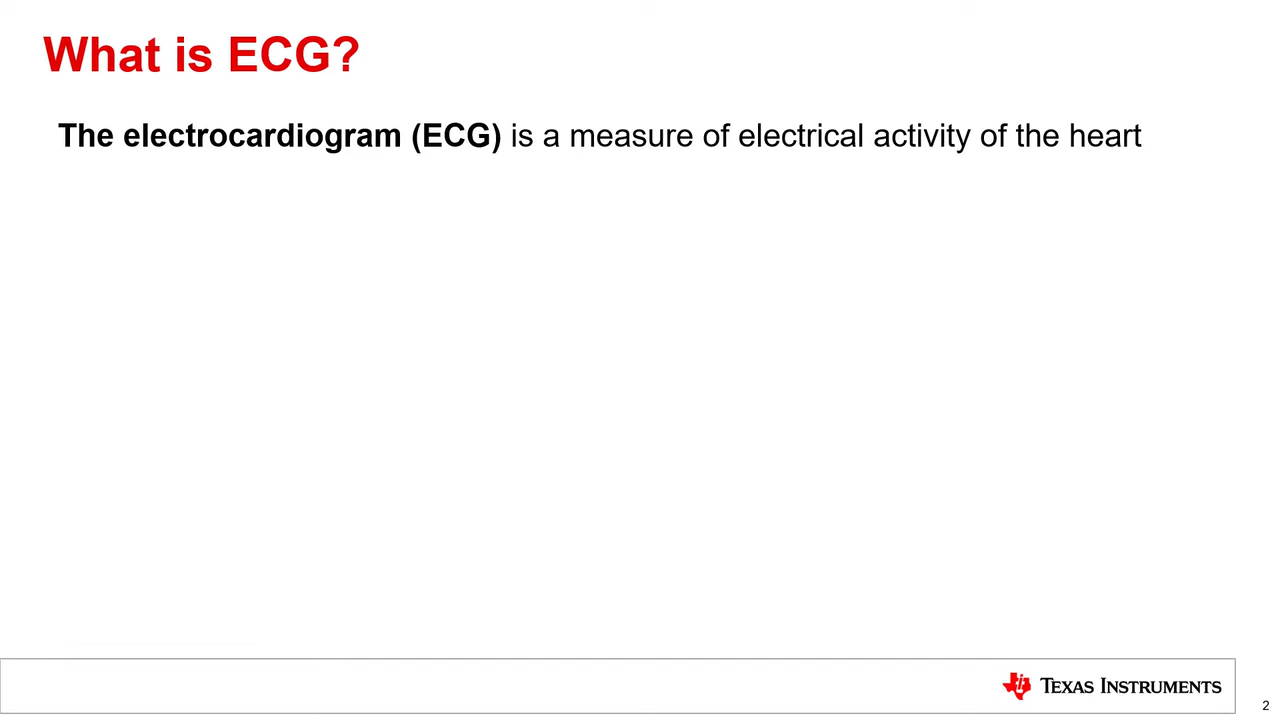 What is ECG?
The electrocardiogram (ECG) is a measure of electrical activity of the heart
TEXAS INSTRUMENTS
2